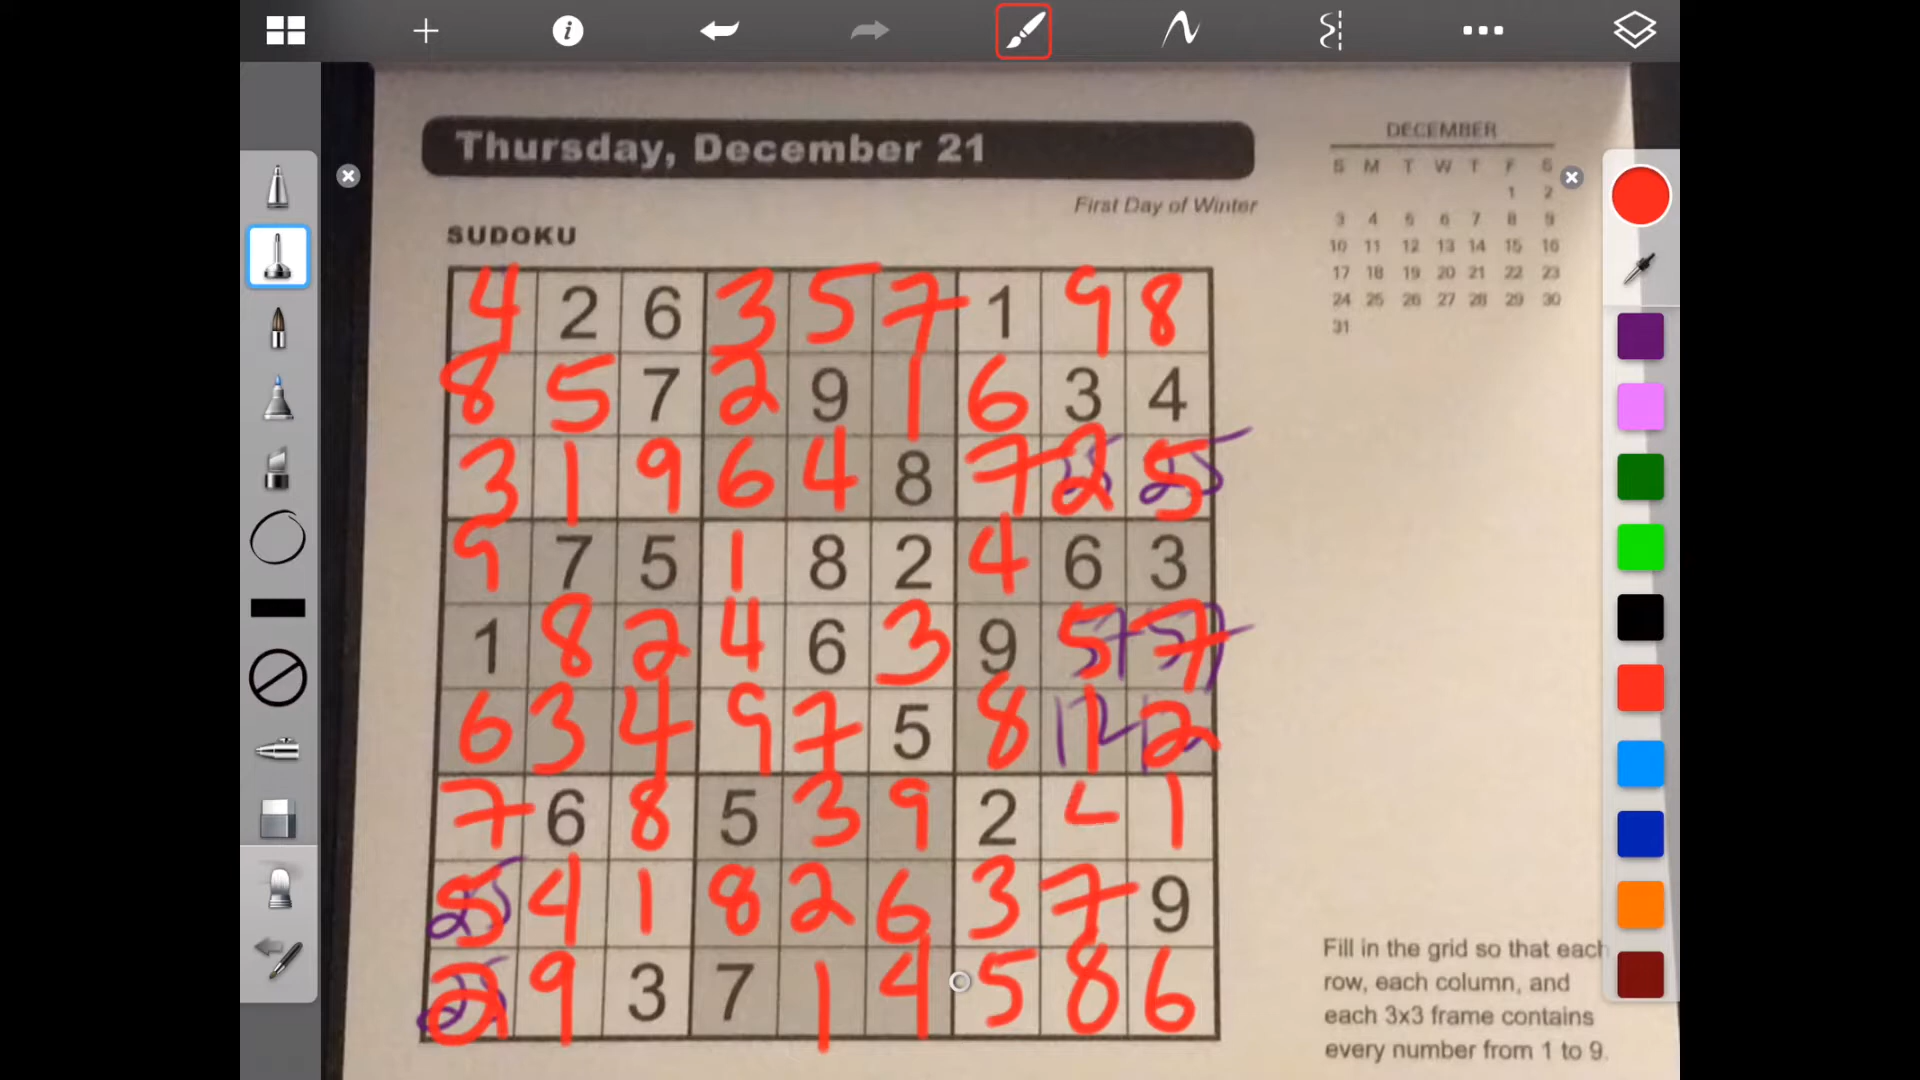 Thursday, December 21
First Day of Winter
DECEMBER
S M T W T F S
1 2
3 4 5 6 7 8 9
10 11 12 13 14 15 16
17 18 19 20 21 22 23
24 25 26 27 28 29 30
31
SUDOKU
4 2 6 3 5 7 1 9 8
8 5 7 2 9 1 6 3 4
3 1 9 6 4 8 7 2 5
9 7 5 1 8 2 4 6 3
1 8 2 4 6 3 9 5 7
6 3 4 9 7 5 8 1 2
7 6 8 5 3 9 2 4 1
5 4 1 8 2 6 3 7 9
2 9 3 7 1 4 5 8 6
Fill in the grid so that each
row, each column, and
each 3x3 frame contains
every number from 1 to 9.